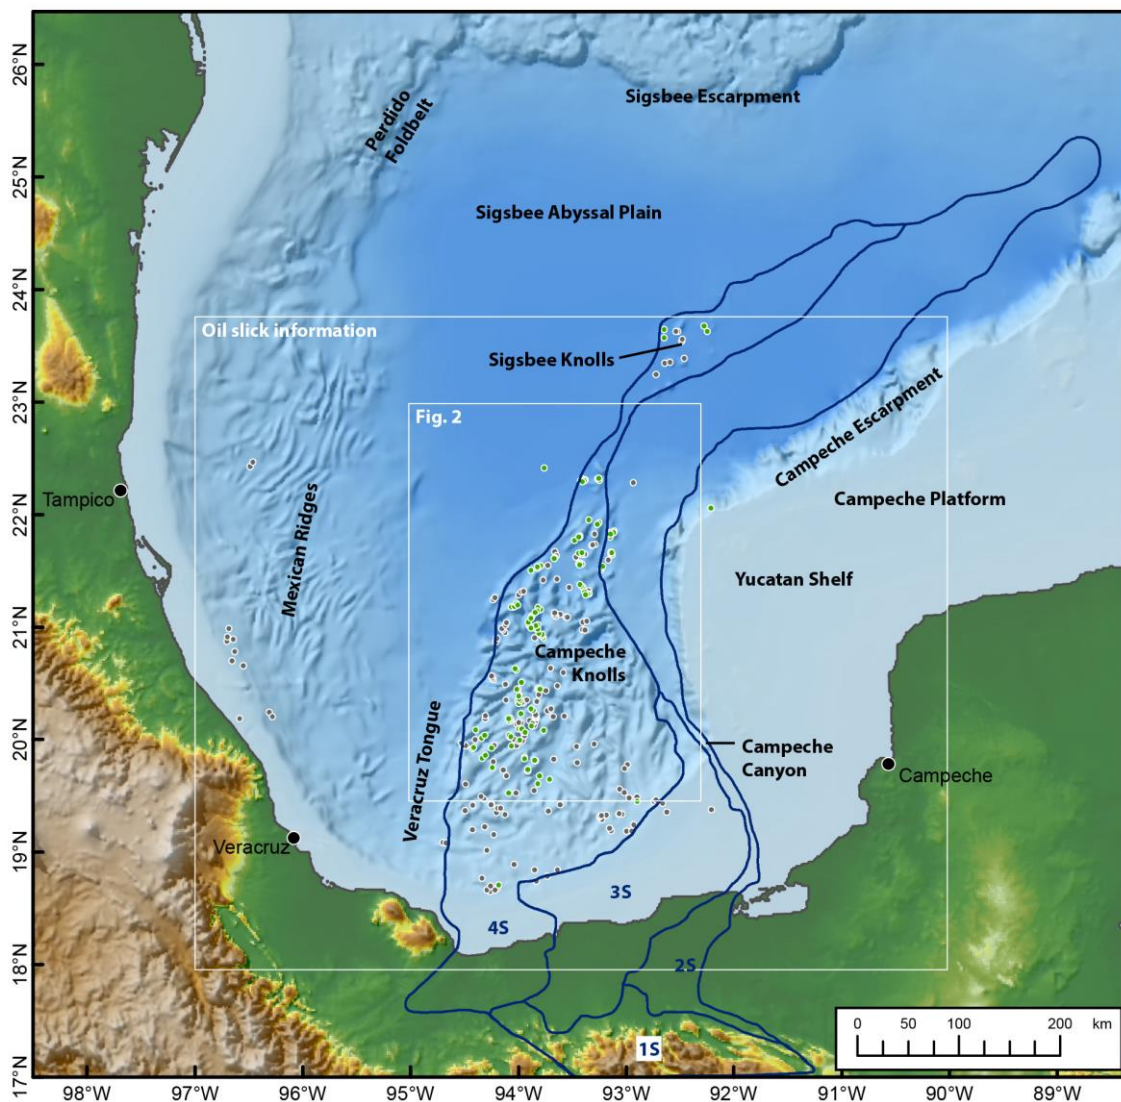 26°N
Sigsbee Escarpment
Perdido
Foldbelt
25°N
Sigsbee Abyssal Plain
24°N
Oil slick information
Sigsbee Knolls
23°N
Fig. 2
Campeche Escarpment
Tampico
Campeche Platform
22°N
Mexican Ridges
Yucatan Shelf
21°N
Campeche
Knolls
20°N
Veracruz Tongue
Campeche
Canyon
Campeche
19°N
Veracruz
3S
4S
18°N
2S
1S
0 50 100 200 km
17°N
98°W 97°W 96°W 95°W 94°W 93°W 92°W 91°W 90°W 89°W